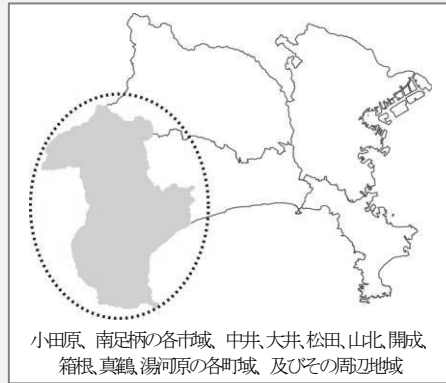 小田原、南足柄の各市域、中井、大井、松田、山北、開成、
箱根、真鶴、湯河原の各町域、及びその周辺地域